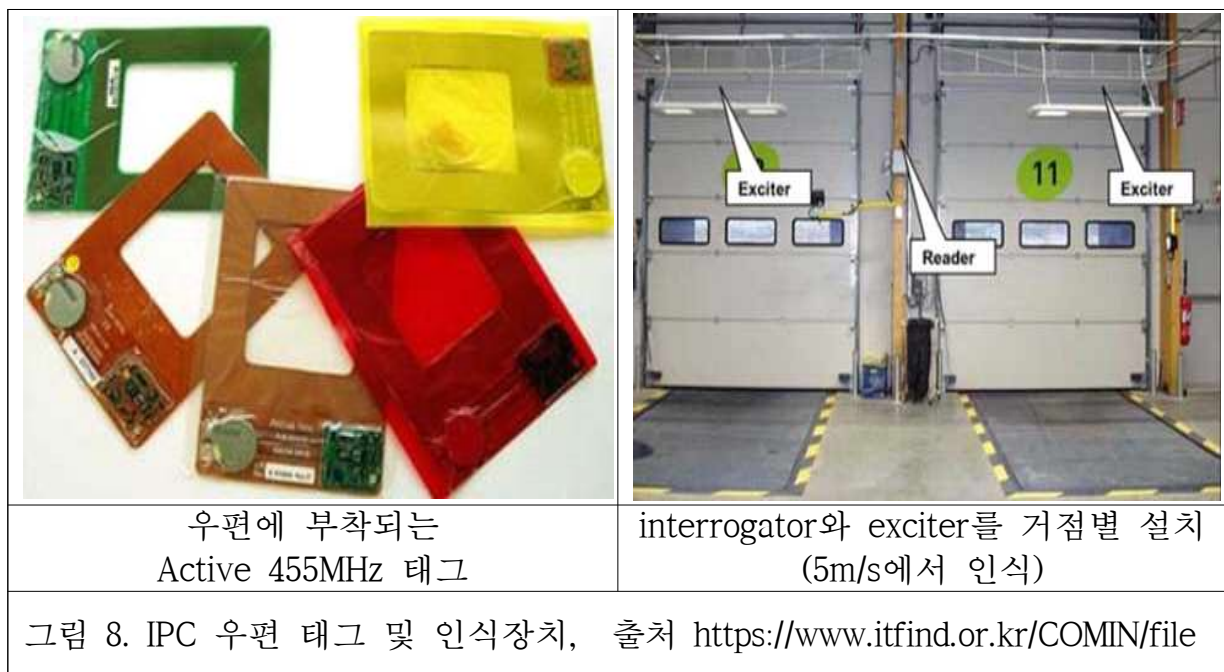 Exciter
11
Exciter
Reader
우편에 부착되는
Active 455MHz 태그
interrogator와 exciter를 거점별 설치
(5m/s에서 인식)
그림 8. IPC 우편 태그 및 인식장치, 출처 https://www.itfind.or.kr/COMIN/file